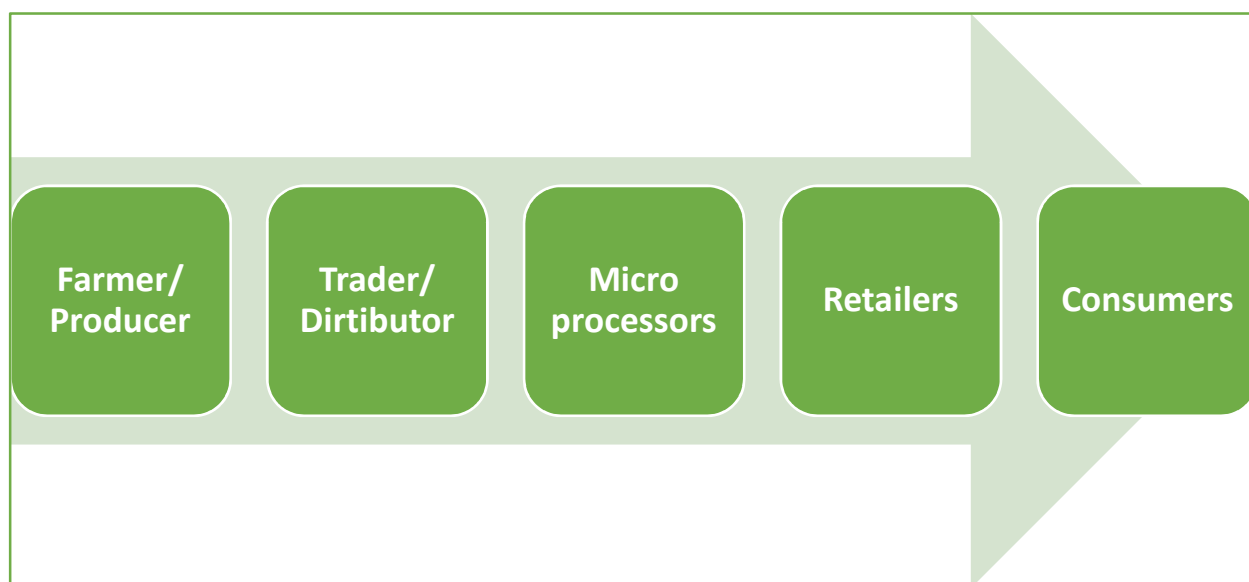 Farmer/
Producer
Trader/
Dirtibutor
Micro
processors
Retailers
Consumers